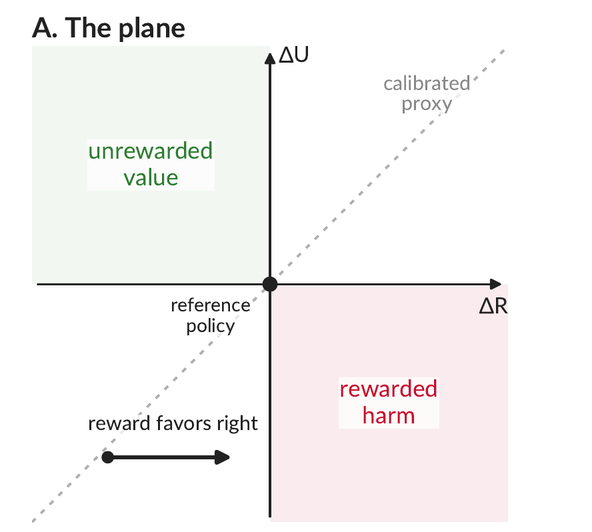 A. The plane
ΔU
calibrated
proxy
unrewarded
value
reference
policy
ΔR
rewarded
harm
reward favors right